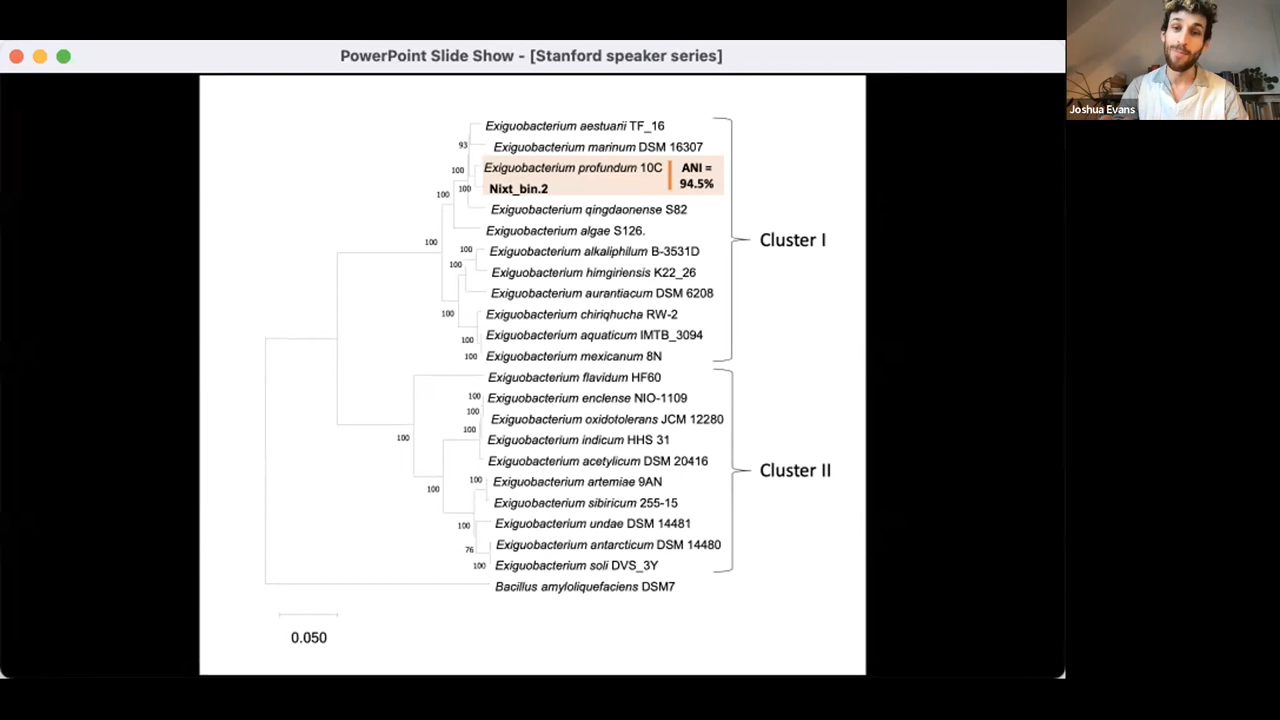 PowerPoint Slide Show - [Stanford speaker series]
Joshua Evans
Exiguobacterium aestuarii TF_16
93
Exiguobacterium marinum DSM 16307
100
Exiguobacterium profundum 10C
ANI =
94.5%
100
Nixt_bin.2
100
Exiguobacterium qingdaonense S82
Exiguobacterium algae S126.
100
Cluster I
100
Exiguobacterium alkaliphilum B-3531D
100
Exiguobacterium himgiriensis K22_26
Exiguobacterium aurantiacum DSM 6208
100
Exiguobacterium chiriqhucha RW-2
100
Exiguobacterium aquaticum IMTB_3094
100
Exiguobacterium mexicanum 8N
Exiguobacterium flavidum HF60
100
Exiguobacterium enclense NIO-1109
100
Exiguobacterium oxidotolerans JCM 12280
100
100
Exiguobacterium indicum HHS 31
Exiguobacterium acetylicum DSM 20416
Cluster II
100
Exiguobacterium artemiae 9AN
100
Exiguobacterium sibiricum 255-15
100
Exiguobacterium undae DSM 14481
76
Exiguobacterium antarcticum DSM 14480
100
Exiguobacterium soli DVS_3Y
Bacillus amyloliquefaciens DSM7
0.050